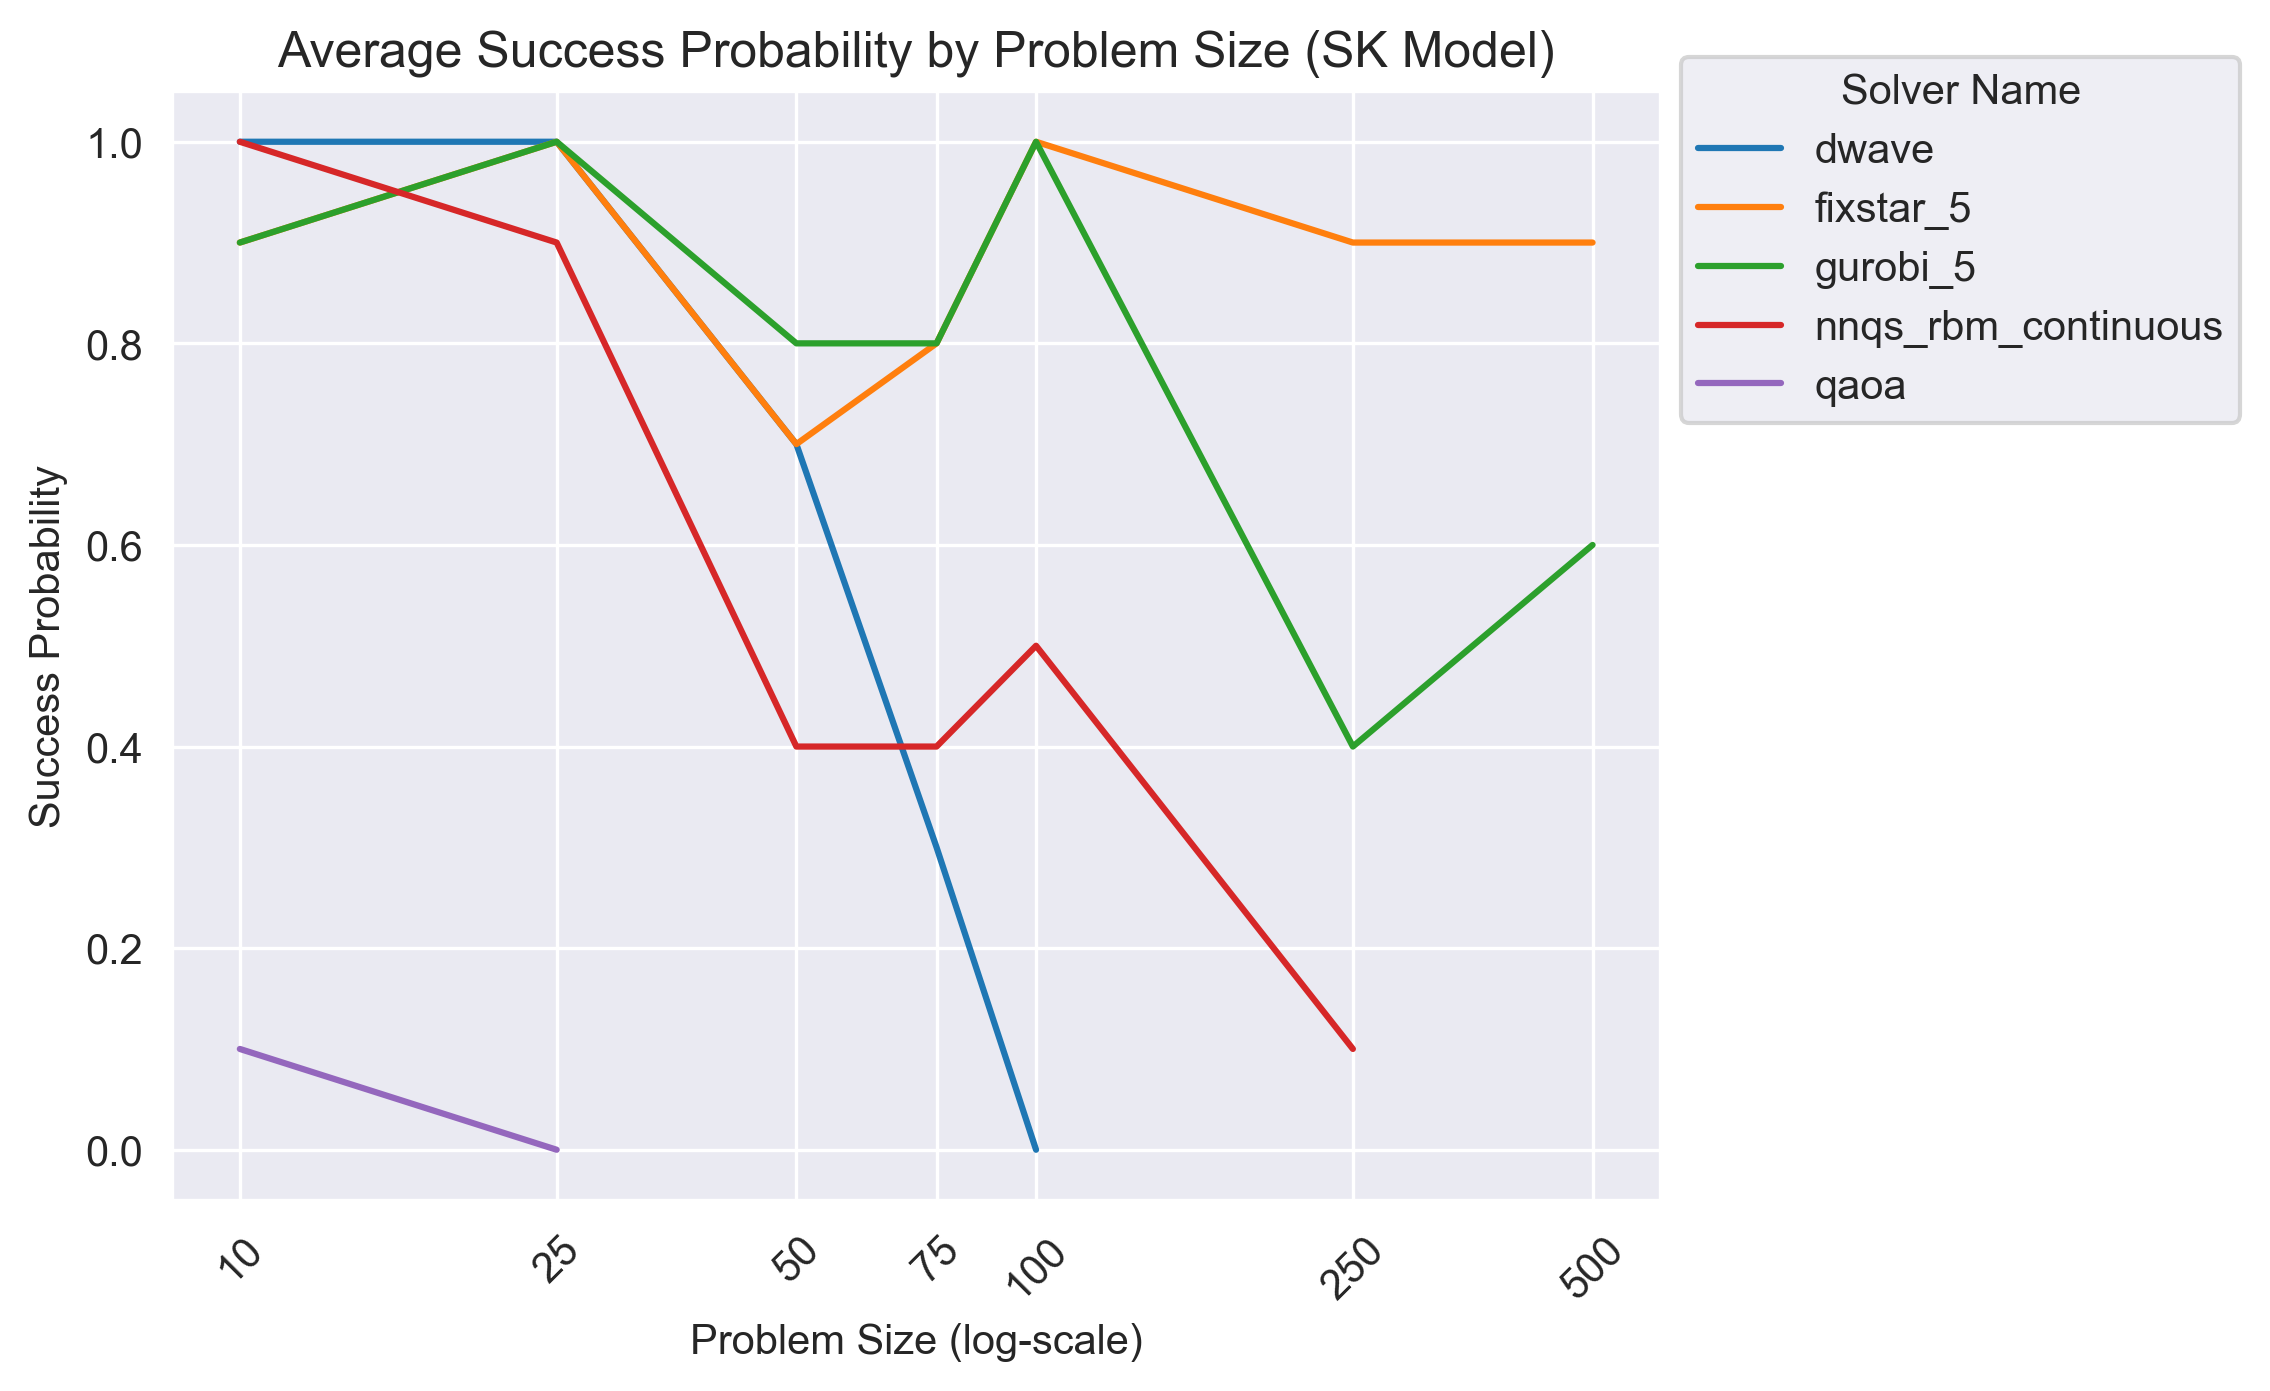 Average Success Probability by Problem Size (SK Model)
Solver Name
dwave
fixstar_5
gurobi_5
nnqs_rbm_continuous
qaoa
Success Probability
1.0
0.8
0.6
0.4
0.2
0.0
10
25
50
75
100
250
500
Problem Size (log-scale)